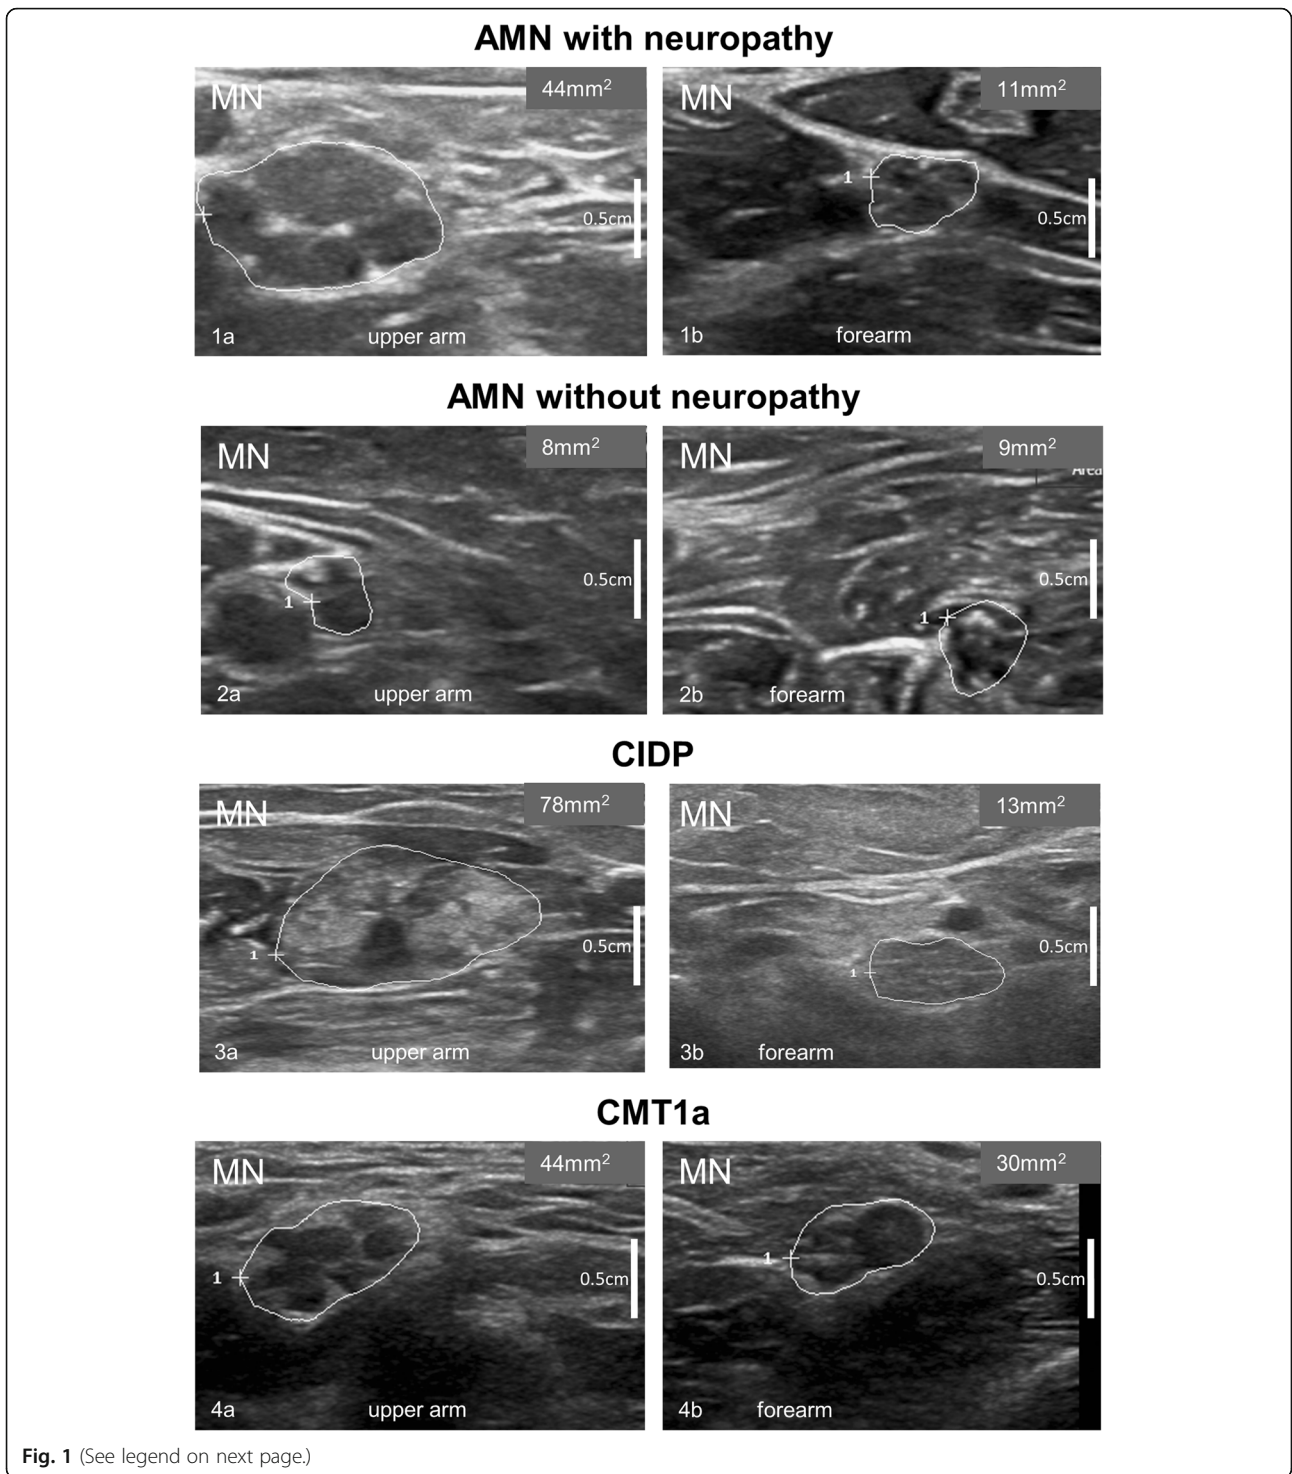 AMN with neuropathy
MN 44mm² 0.5cm 1a upper arm
MN 11mm² 1 0.5cm 1b forearm
AMN without neuropathy
MN 8mm² 0.5cm 1 2a upper arm
MN 9mm² Area 0.5cm 1 2b forearm
CIDP
MN 78mm² 0.5cm 1 3a upper arm
MN 13mm² 0.5cm 1 3b forearm
CMT1a
MN 44mm² 1 0.5cm 4a upper arm
MN 30mm² 1 0.5cm 4b forearm
Fig. 1 (See legend on next page.)